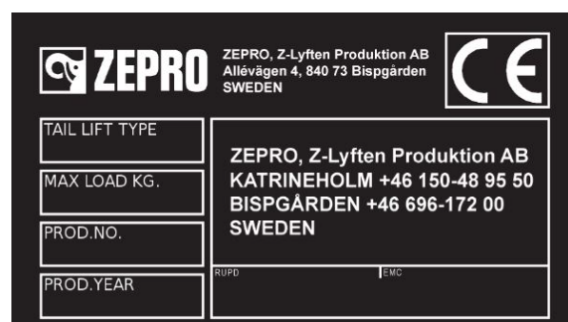 ZEPRO
ZEPRO, Z-Lyften Produktion AB
Allévägen 4, 840 73 Bispgården
SWEDEN
CE
TAIL LIFT TYPE
MAX LOAD KG.
PROD.NO.
PROD.YEAR
ZEPRO, Z-Lyften Produktion AB
KATRINEHOLM +46 150-48 95 50
BISPGÅRDEN +46 696-172 00
SWEDEN
RUPD
EMC